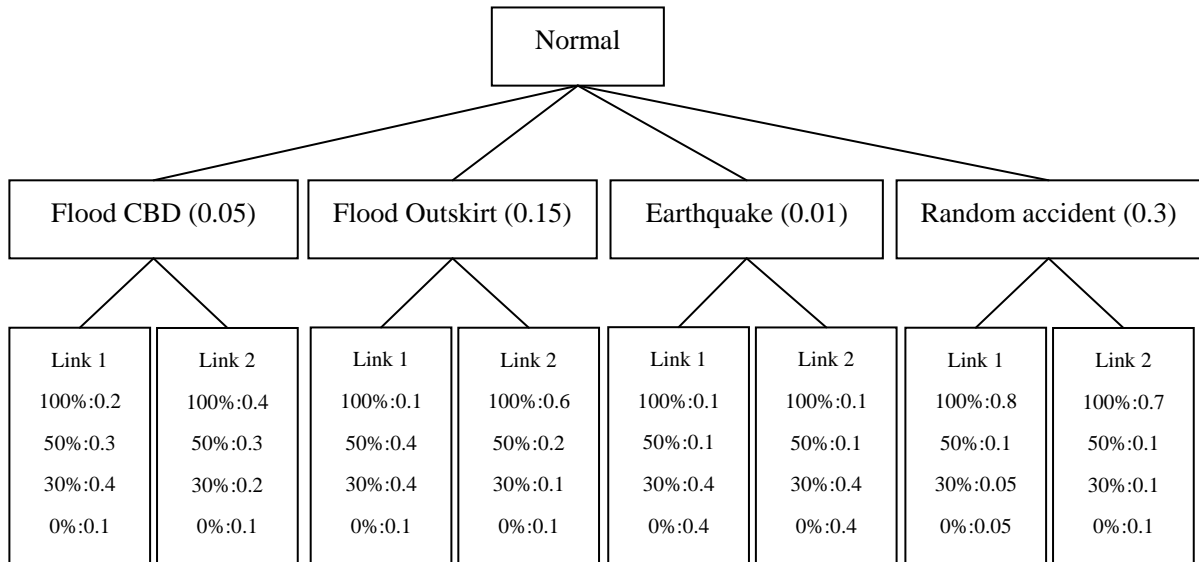 Normal
Flood CBD (0.05)
Flood Outskirt (0.15)
Earthquake (0.01)
Random accident (0.3)
Link 1
100%:0.2
50%:0.3
30%:0.4
0%:0.1
Link 2
100%:0.4
50%:0.3
30%:0.2
0%:0.1
Link 1
100%:0.1
50%:0.4
30%:0.4
0%:0.1
Link 2
100%:0.6
50%:0.2
30%:0.1
0%:0.1
Link 1
100%:0.1
50%:0.1
30%:0.4
0%:0.4
Link 2
100%:0.1
50%:0.1
30%:0.4
0%:0.4
Link 1
100%:0.8
50%:0.1
30%:0.05
0%:0.05
Link 2
100%:0.7
50%:0.1
30%:0.1
0%:0.1